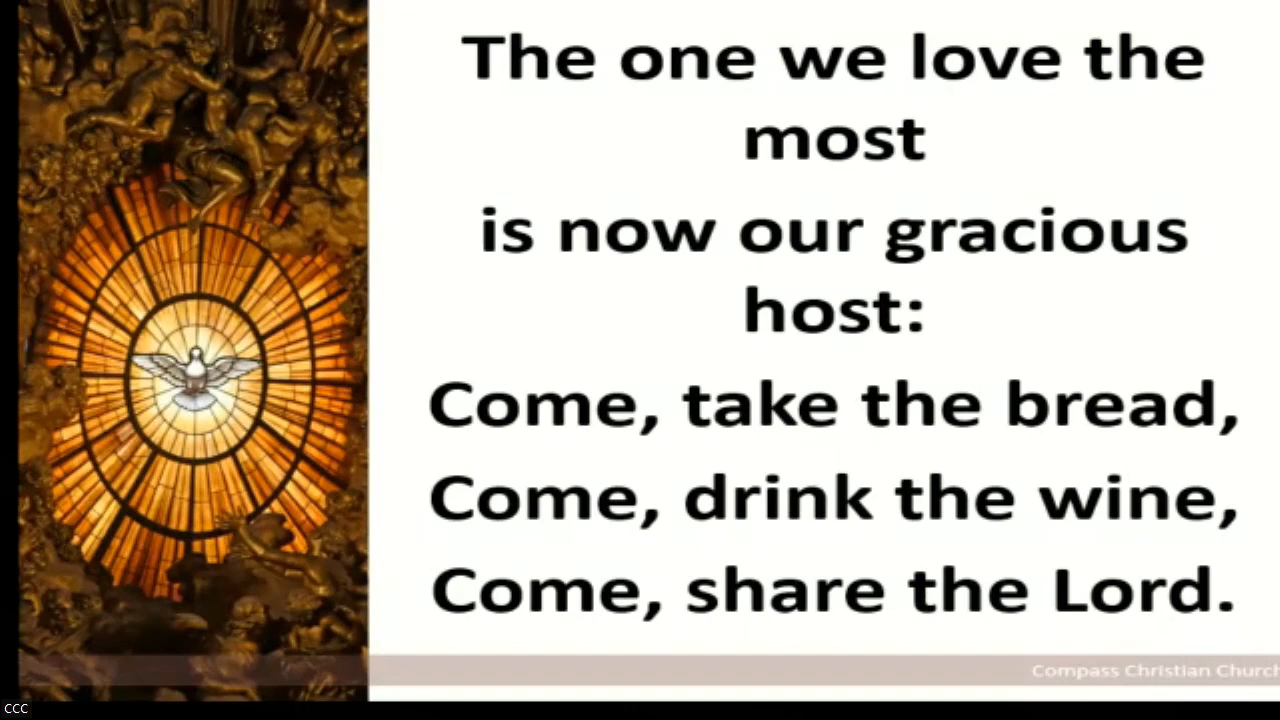 The one we love the
most
is now our gracious
host:
Come, take the bread,
Come, drink the wine,
Come, share the Lord.
Compass Christian Church
CCC